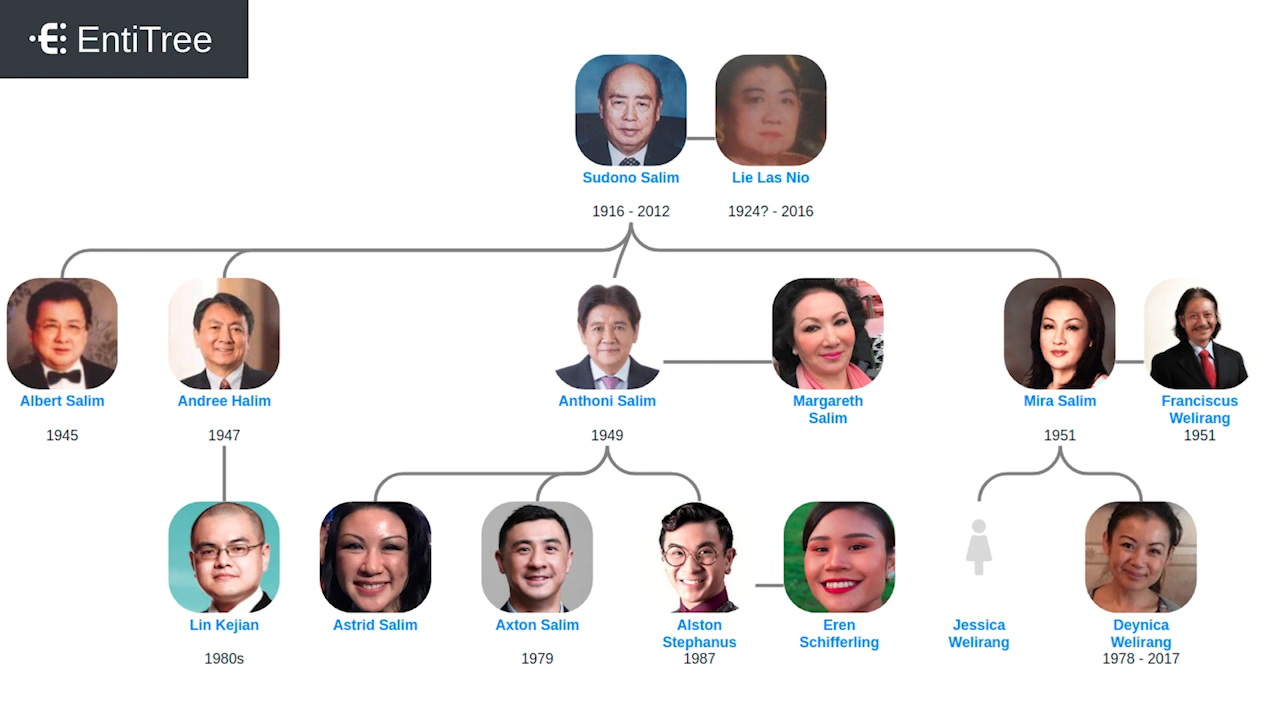 EntiTree
Sudono Salim
Lie Las Nio
1916 - 2012
1924? - 2016
Albert Salim
Andree Halim
Anthoni Salim
Margareth
Salim
Mira Salim
Franciscus
Welirang
1945
1947
1949
1951
1951
Lin Kejian
Astrid Salim
Axton Salim
Alston
Stephanus
Eren
Schifferling
Jessica
Welirang
Deynica
Welirang
1980s
1979
1987
1978 - 2017